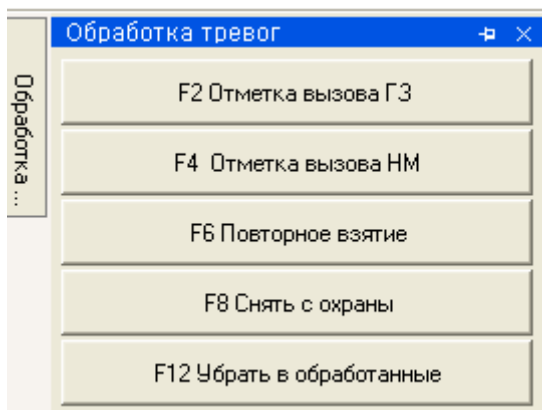 Обработка тревог
Обработка ...
F2 Отметка вызова ГЗ
F4 Отметка вызова НМ
F6 Повторное взятие
F8 Снять с охраны
F12 Убрать в обработанные